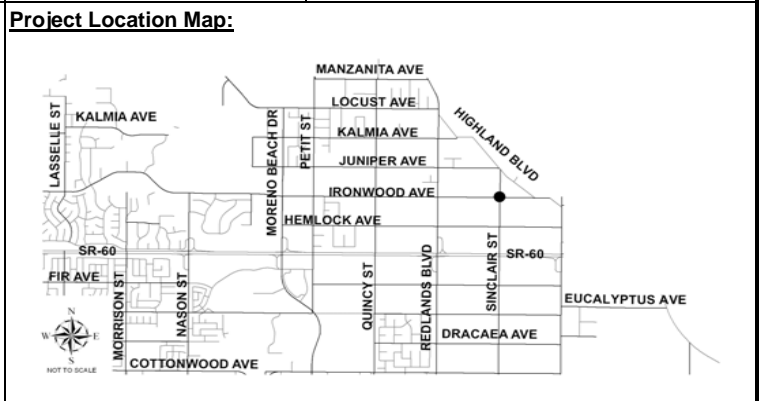 Project Location Map:
MANZANITA AVE
LOCUST AVE
KALMIA AVE
HIGHLAND BLVD
LASSELLE ST
MORENO BEACH DR
PETIT ST
KALMIA AVE
JUNIPER AVE
IRONWOOD AVE
HEMLOCK AVE
SR-60
SR-60
FIR AVE
MORRISON ST
NASON ST
QUINCY ST
REDLANDS BLVD
SINCLAIR ST
EUCALYPTUS AVE
DRACAEA AVE
COTTONWOOD AVE
N
W
E
S
NOT TO SCALE